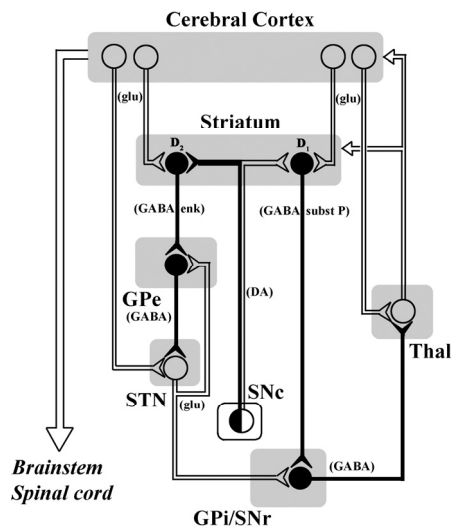 Cerebral Cortex
(glu)
(glu)
Striatum
D2
D1
(GABA enk)
(GABA subst P)
GPe
(GABA)
(DA)
Thal
STN
(glu)
SNc
Brainstem
Spinal cord
(GABA)
GPi/SNr